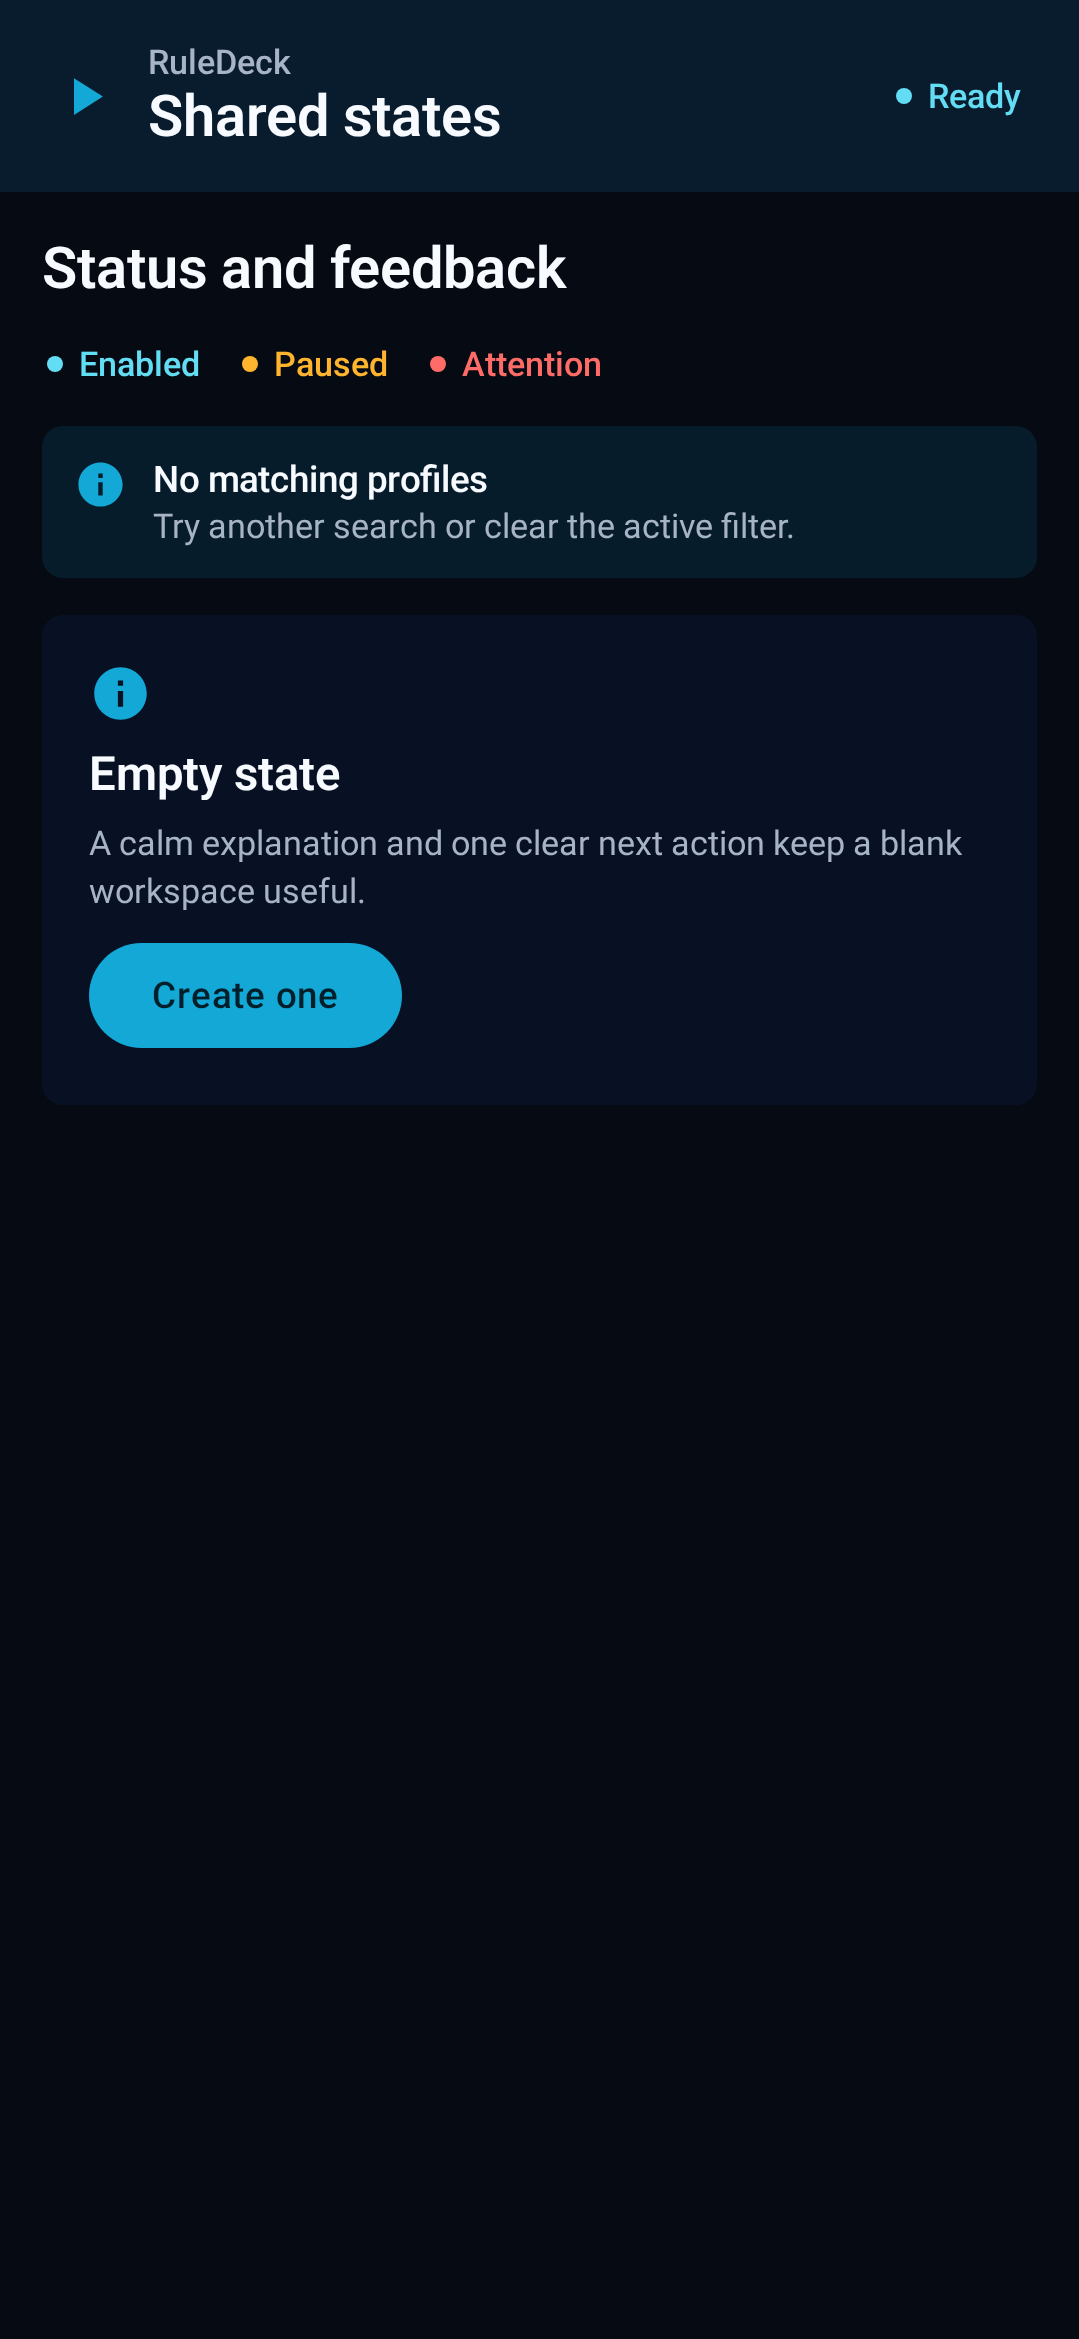 RuleDeck
Shared states
Ready
Status and feedback
Enabled Paused Attention
No matching profiles
Try another search or clear the active filter.
Empty state
A calm explanation and one clear next action keep a blank
workspace useful.
Create one